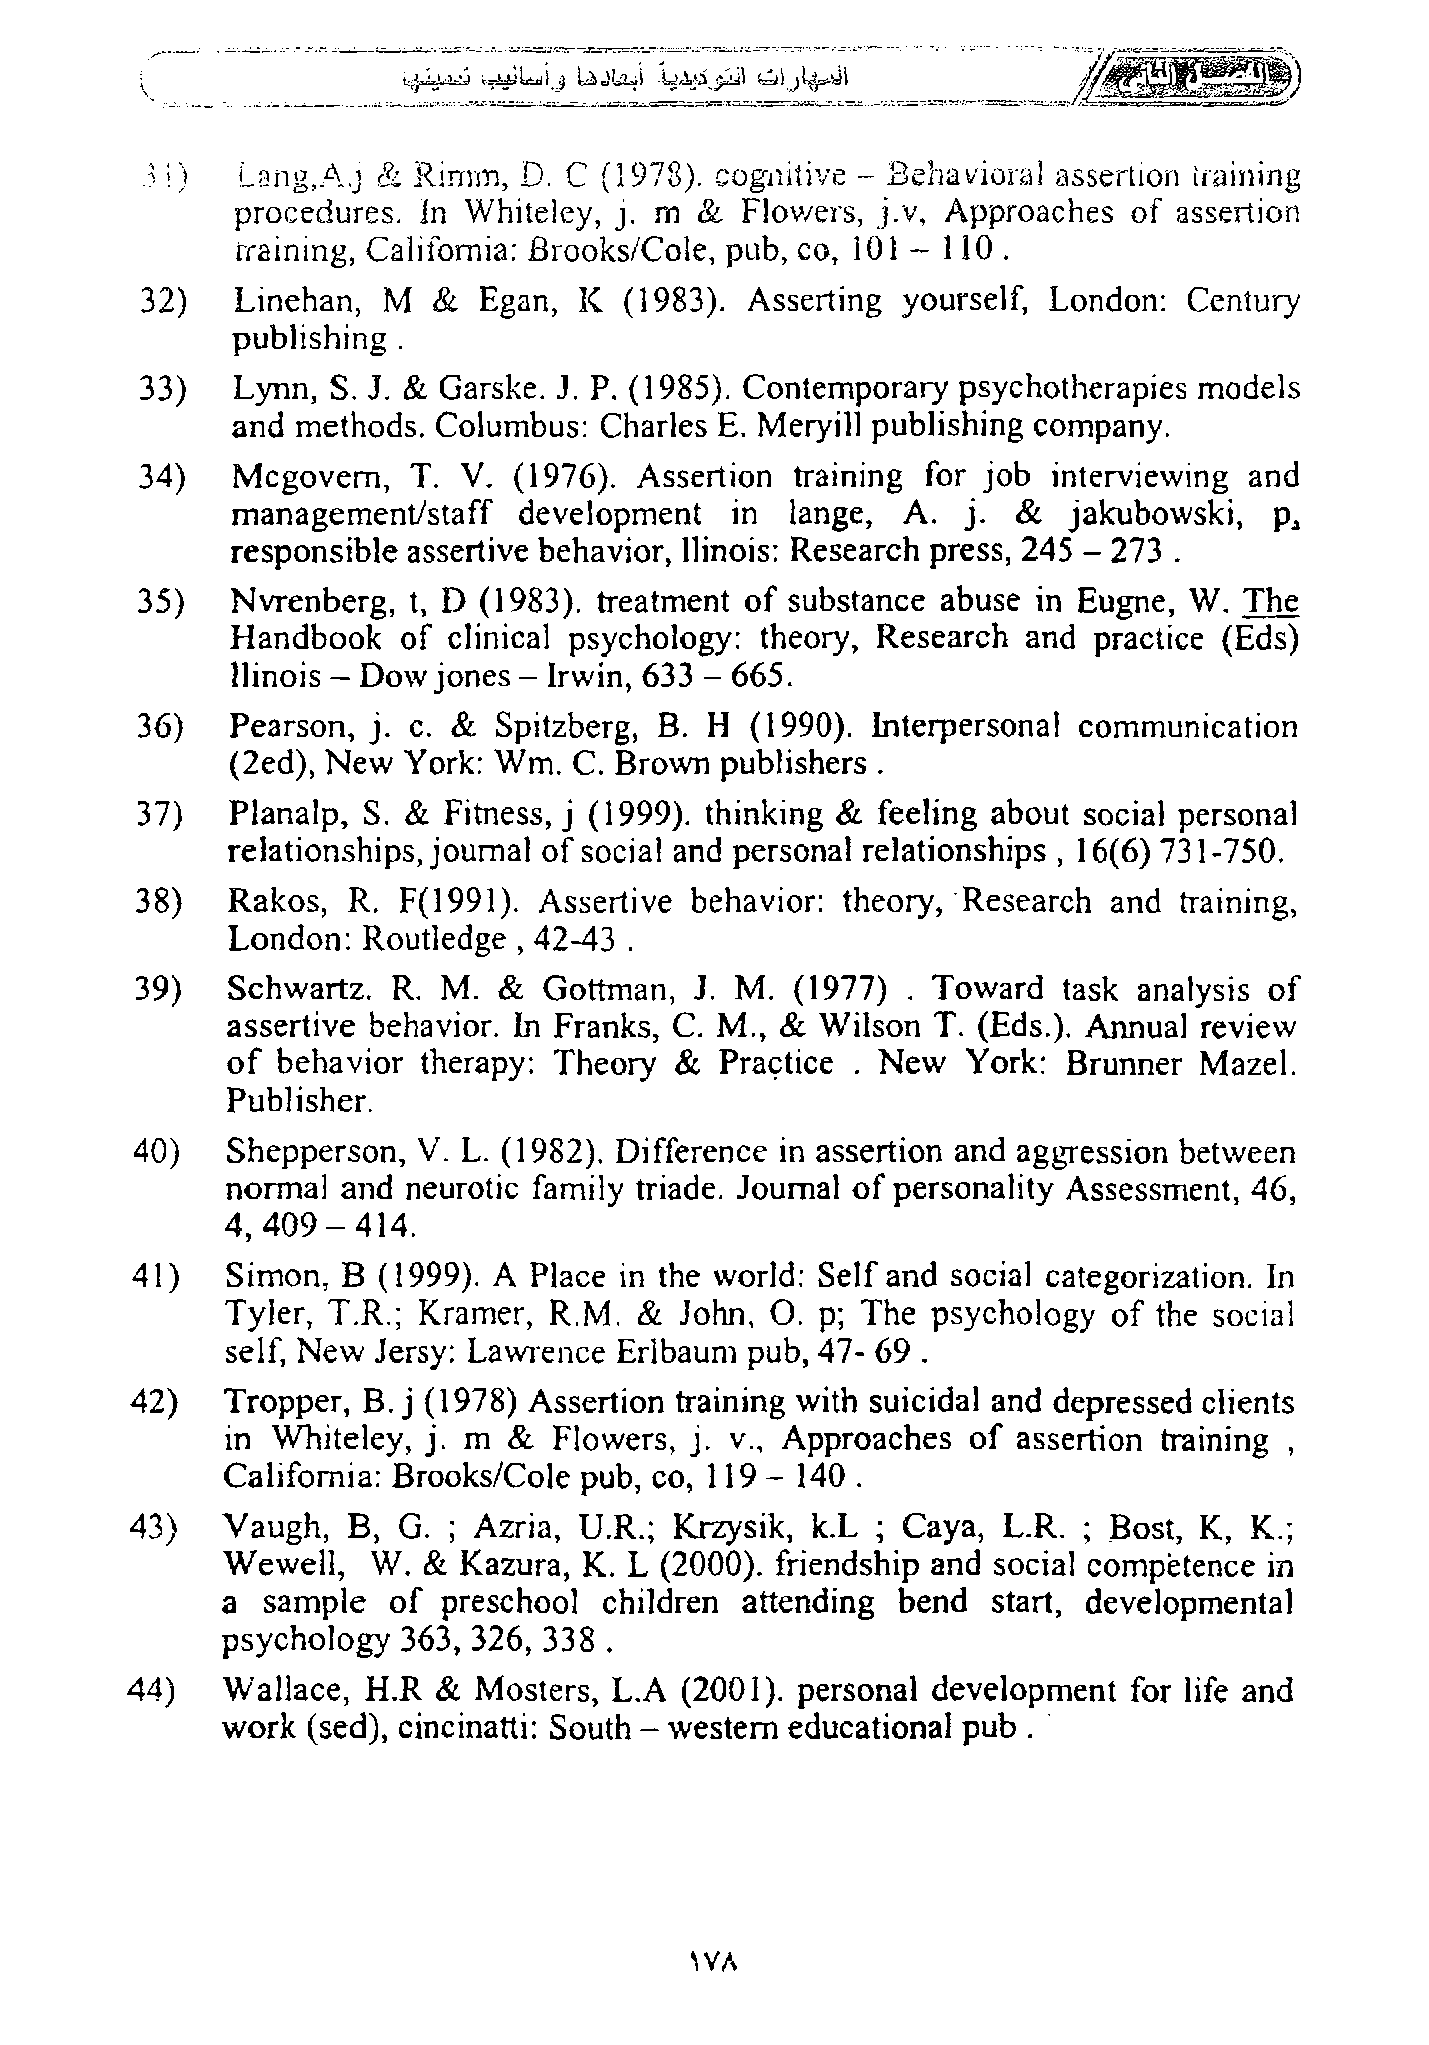 المهارات التوكيدية أبعادها وأساليب تنميتها
31) Lang,A.j & Rimm, D. C (1978). cognitive – Behavioral assertion training
procedures. In Whiteley, j. m & Flowers, j.v, Approaches of assertion
training, California: Brooks/Cole, pub, co, 101 – 110 .
32) Linehan, M & Egan, K (1983). Asserting yourself, London: Century
publishing .
33) Lynn, S. J. & Garske. J. P. (1985). Contemporary psychotherapies models
and methods. Columbus: Charles E. Meryill publishing company.
34) Mcgovern, T. V. (1976). Assertion training for job interviewing and
management/staff development in lange, A. j. & jakubowski, p,
responsible assertive behavior, llinois: Research press, 245 – 273 .
35) Nvrenberg, t, D (1983). treatment of substance abuse in Eugne, W. The
Handbook of clinical psychology: theory, Research and practice (Eds)
llinois – Dow jones – Irwin, 633 – 665.
36) Pearson, j. c. & Spitzberg, B. H (1990). Interpersonal communication
(2ed), New York: Wm. C. Brown publishers .
37) Planalp, S. & Fitness, j (1999). thinking & feeling about social personal
relationships, journal of social and personal relationships , 16(6) 731-750.
38) Rakos, R. F(1991). Assertive behavior: theory, Research and training,
London: Routledge , 42-43 .
39) Schwartz. R. M. & Gottman, J. M. (1977) . Toward task analysis of
assertive behavior. In Franks, C. M., & Wilson T. (Eds.). Annual review
of behavior therapy: Theory & Practice . New York: Brunner Mazel.
Publisher.
40) Shepperson, V. L. (1982). Difference in assertion and aggression between
normal and neurotic family triade. Journal of personality Assessment, 46,
4, 409 – 414.
41) Simon, B (1999). A Place in the world: Self and social categorization. In
Tyler, T.R.; Kramer, R.M. & John, O. p; The psychology of the social
self, New Jersy: Lawrence Erlbaum pub, 47- 69 .
42) Tropper, B. j (1978) Assertion training with suicidal and depressed clients
in Whiteley, j. m & Flowers, j. v., Approaches of assertion training ,
California: Brooks/Cole pub, co, 119 – 140 .
43) Vaugh, B, G. ; Azria, U.R.; Krzysik, k.L ; Caya, L.R. ; Bost, K, K.;
Wewell, W. & Kazura, K. L (2000). friendship and social competence in
a sample of preschool children attending bend start, developmental
psychology 363, 326, 338 .
44) Wallace, H.R & Mosters, L.A (2001). personal development for life and
work (sed), cincinatti: South – western educational pub .
١٧٨